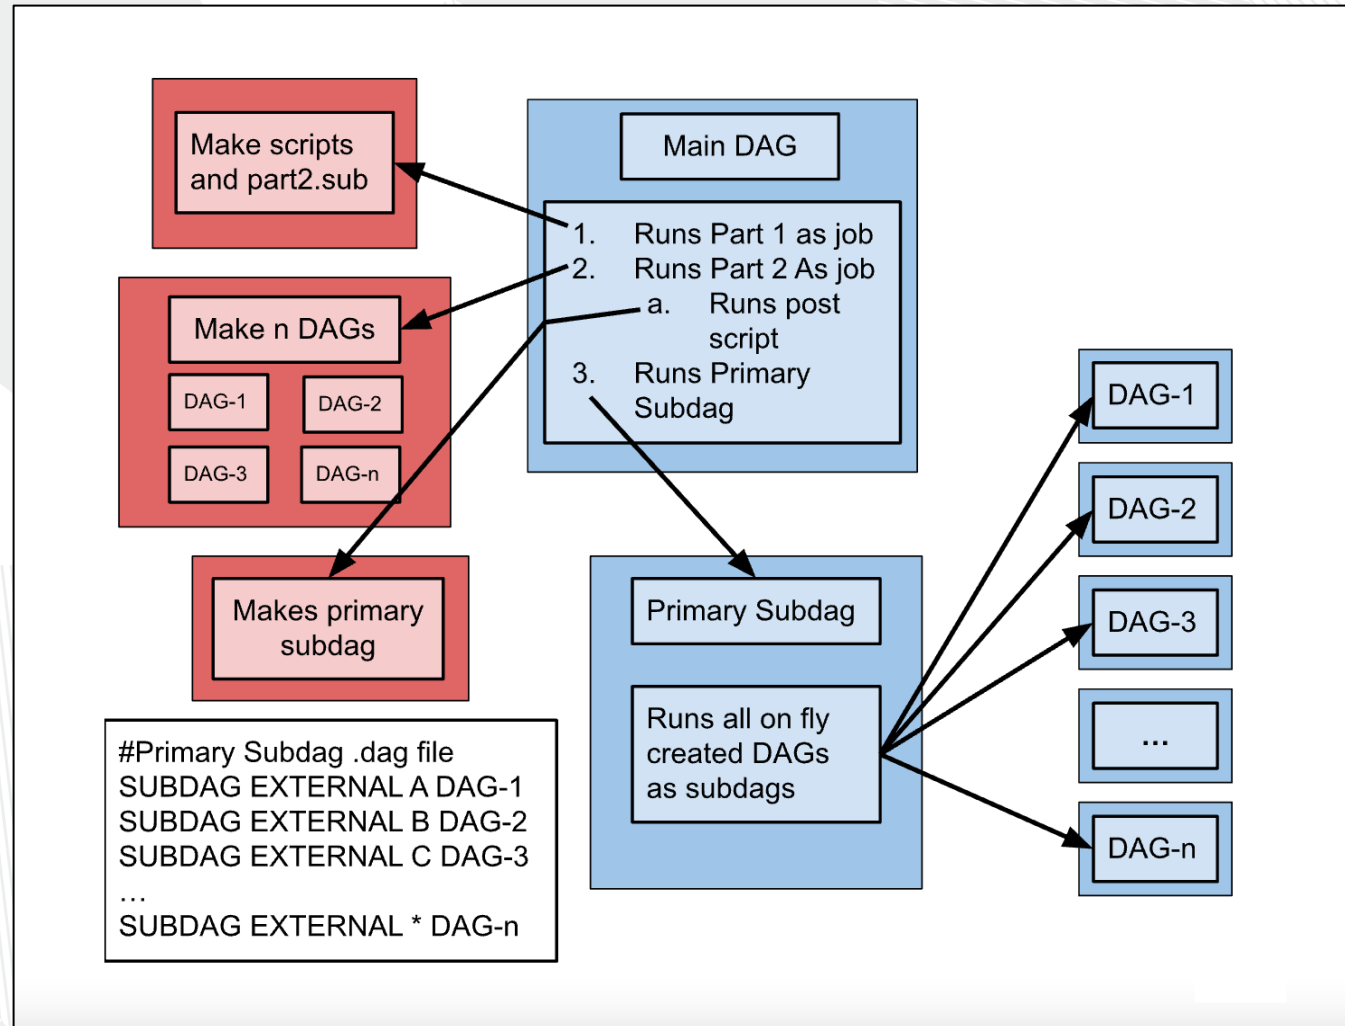 Make scripts
and part2.sub
Main DAG
1. Runs Part 1 as job
2. Runs Part 2 As job
a. Runs post
script
3. Runs Primary
Subdag
Make n DAGs
DAG-1
DAG-2
DAG-3
DAG-n
Makes primary
subdag
#Primary Subdag .dag file
SUBDAG EXTERNAL A DAG-1
SUBDAG EXTERNAL B DAG-2
SUBDAG EXTERNAL C DAG-3
…
SUBDAG EXTERNAL * DAG-n
Primary Subdag
Runs all on fly
created DAGs
as subdags
DAG-1
DAG-2
DAG-3
...
DAG-n